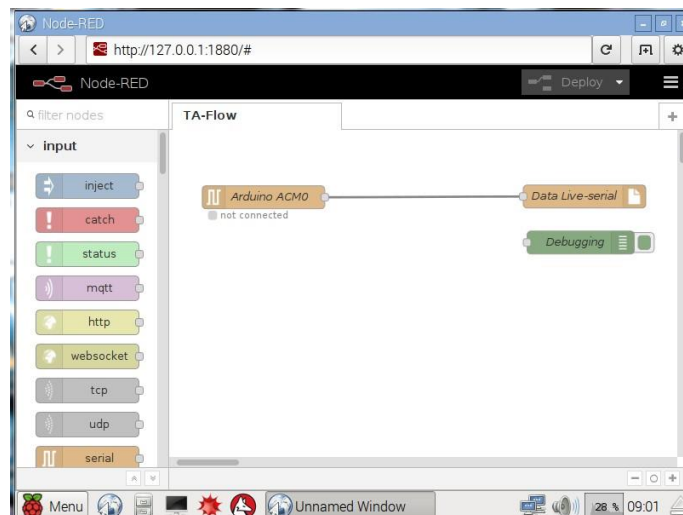 Node-RED
http://127.0.0.1:1880/#
Node-RED
Deploy
filter nodes
TA-Flow
input
inject
catch
status
mqtt
http
websocket
tcp
udp
serial
Arduino ACM0
not connected
Data Live-serial
Debugging
Menu
Unnamed Window
28 %
09:01